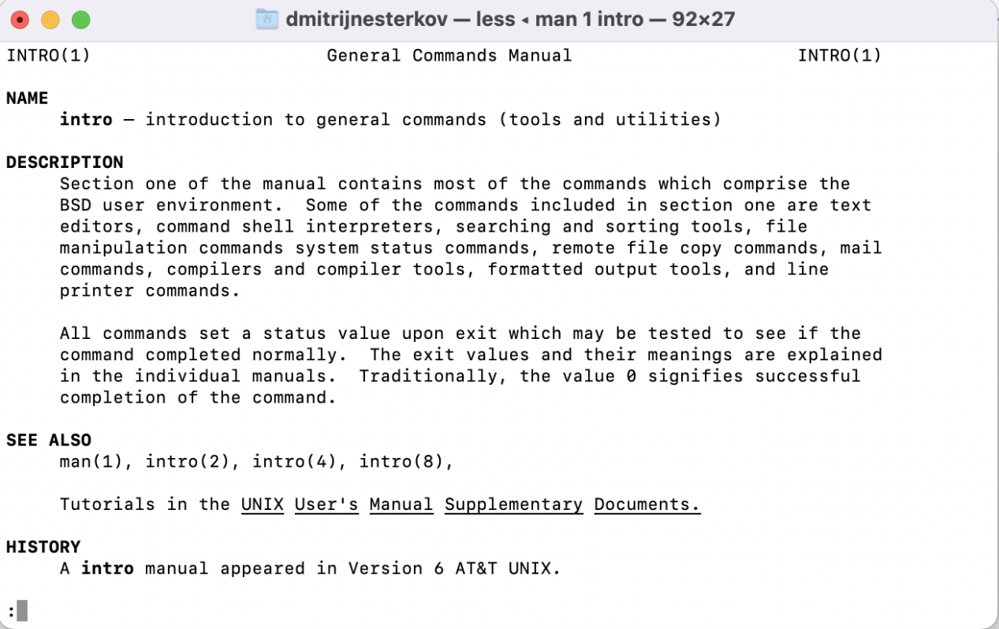 dmitrijnesterkov — less ◂ man 1 intro — 92×27
INTRO(1) General Commands Manual INTRO(1)
NAME
intro — introduction to general commands (tools and utilities)
DESCRIPTION
Section one of the manual contains most of the commands which comprise the
BSD user environment.  Some of the commands included in section one are text
editors, command shell interpreters, searching and sorting tools, file
manipulation commands system status commands, remote file copy commands, mail
commands, compilers and compiler tools, formatted output tools, and line
printer commands.
All commands set a status value upon exit which may be tested to see if the
command completed normally.  The exit values and their meanings are explained
in the individual manuals.  Traditionally, the value 0 signifies successful
completion of the command.
SEE ALSO
man(1), intro(2), intro(4), intro(8),
Tutorials in the UNIX User's Manual Supplementary Documents.
HISTORY
A intro manual appeared in Version 6 AT&T UNIX.
: